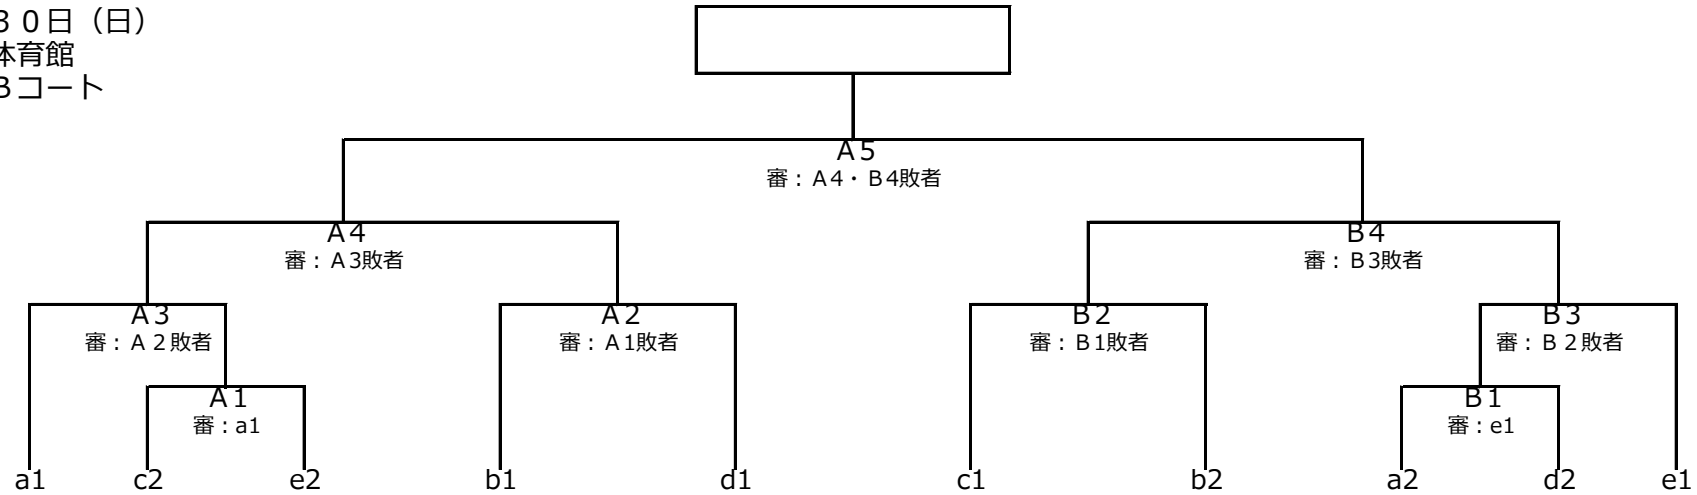 ３０日（日）
体育館
Ｂコート
Ａ5
審：Ａ4・Ｂ4敗者
Ａ4
審：Ａ3敗者
Ｂ4
審：Ｂ3敗者
Ａ3
審：Ａ２敗者
Ａ2
審：Ａ1敗者
Ｂ2
審：Ｂ1敗者
Ｂ3
審：Ｂ２敗者
Ａ1
審：a1
Ｂ1
審：e1
a1 c2 e2 b1 d1 c1 b2 a2 d2 e1